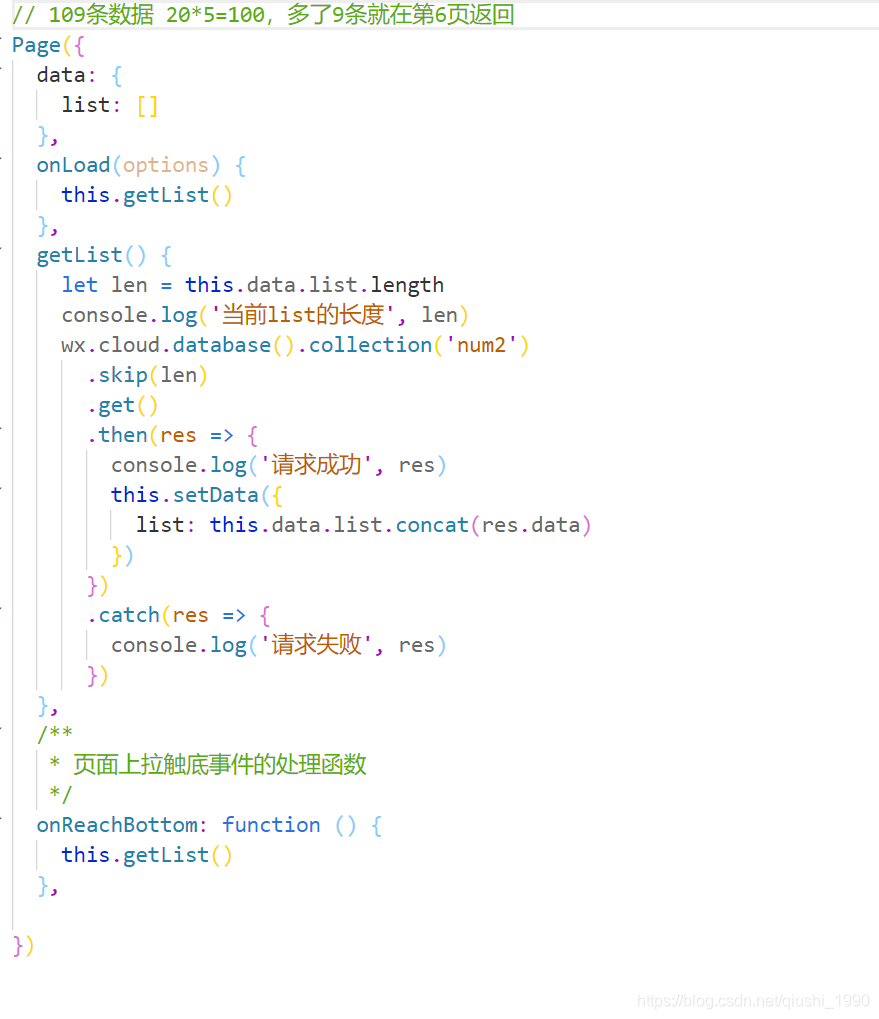 // 109条数据 20*5=100，多了9条就在第6页返回
Page({
  data: {
    list: []
  },
  onLoad(options) {
    this.getList()
  },
  getList() {
    let len = this.data.list.length
    console.log('当前list的长度', len)
    wx.cloud.database().collection('num2')
      .skip(len)
      .get()
      .then(res => {
        console.log('请求成功', res)
        this.setData({
          list: this.data.list.concat(res.data)
        })
      })
      .catch(res => {
        console.log('请求失败', res)
      })
  },
  /**
   * 页面上拉触底事件的处理函数
   */
  onReachBottom: function () {
    this.getList()
  },
})
https://blog.csdn.net/qiushi_1990